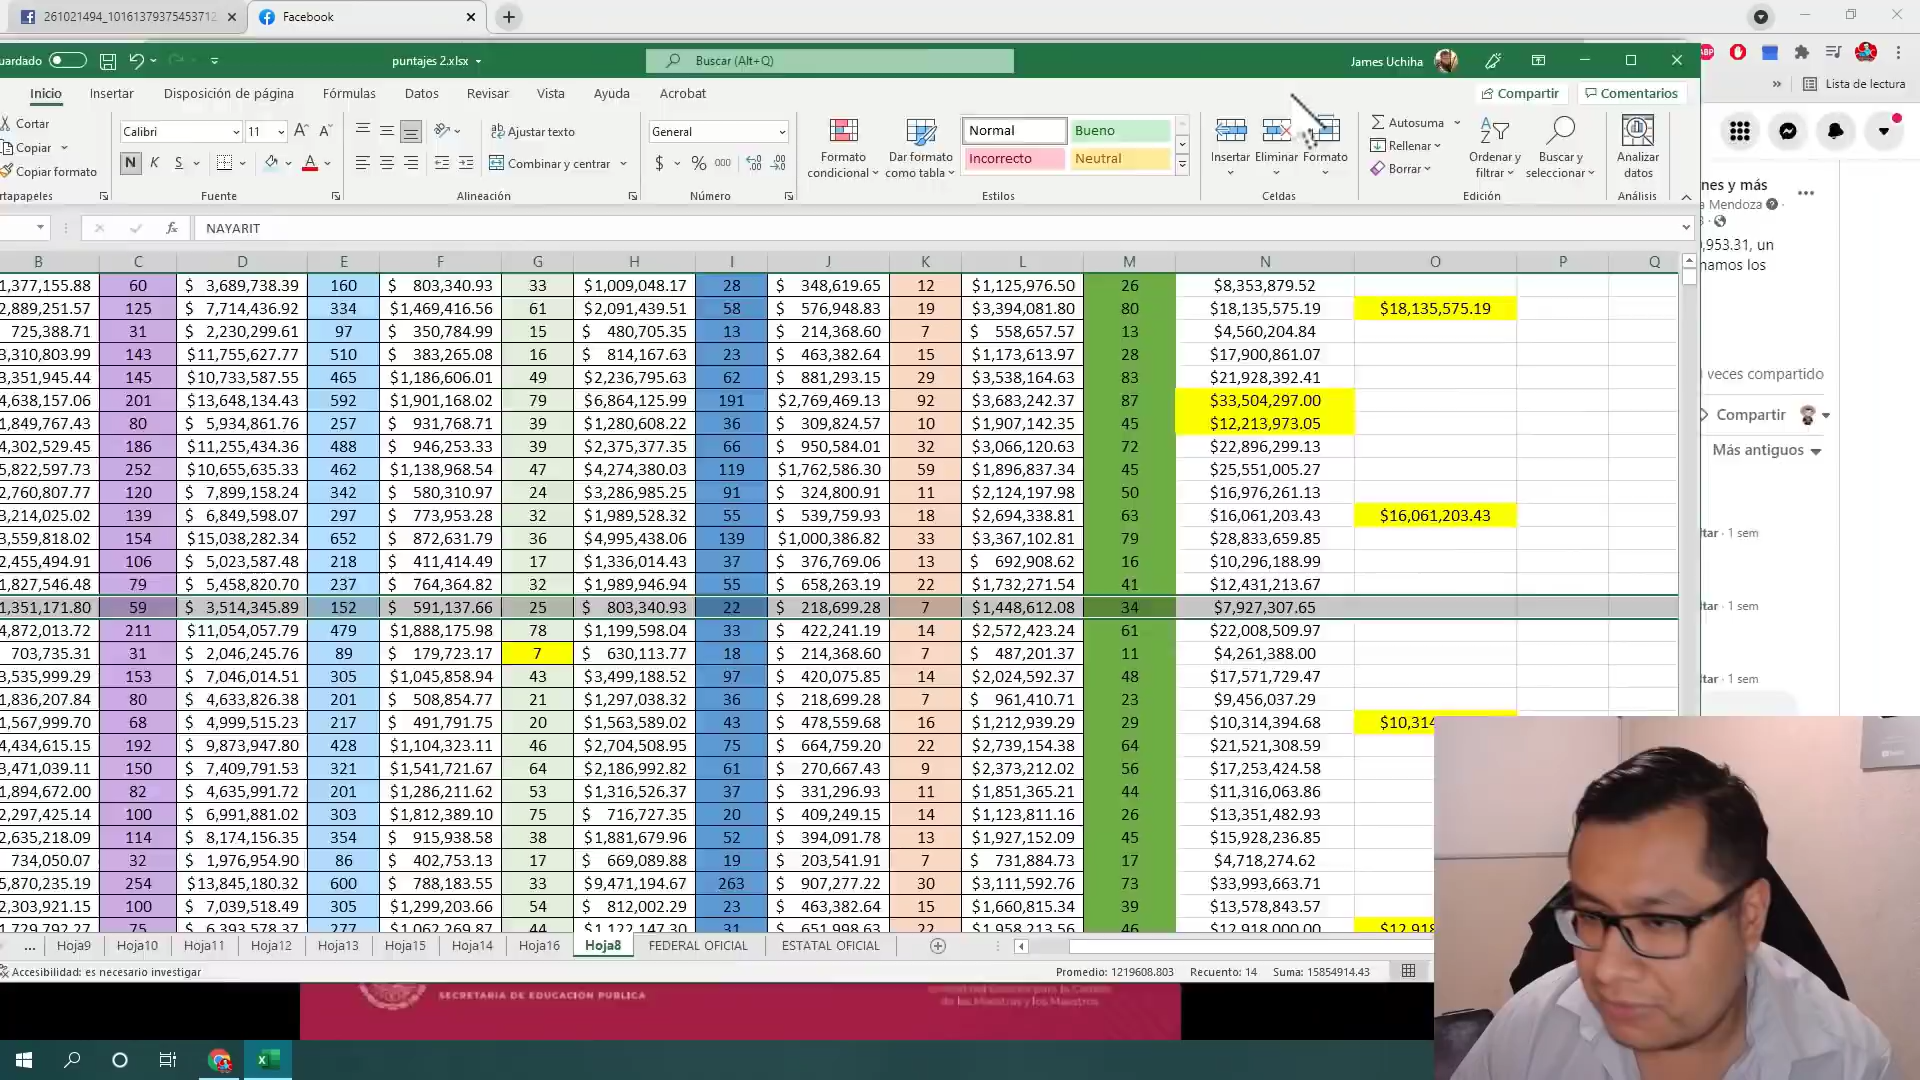 261021494_10161379375453712
Facebook
uardado
puntajes 2.xlsx
Buscar (Alt+Q)
James Uchiha
Inicio Insertar Disposición de página Fórmulas Datos Revisar Vista Ayuda Acrobat
Compartir Comentarios
Lista de lectura
Cortar
Copiar
Copiar formato
Calibri 11
N K S
Ajustar texto
Combinar y centrar
General
$ % 000
Formato condicional
Dar formato como tabla
Normal Bueno
Incorrecto Neutral
Insertar Eliminar Formato
Autosuma
Rellenar
Borrar
Ordenar y filtrar
Buscar y seleccionar
Analizar datos
rtapapeles Fuente Alineación Número Estilos Celdas Edición Análisis
NAYARIT
B C D E F G H I J K L M N O P Q
1,377,155.88 60 $ 3,689,738.39 160 $ 803,340.93 33 $1,009,048.17 28 $ 348,619.65 12 $1,125,976.50 26 $8,353,879.52
2,889,251.57 125 $ 7,714,436.92 334 $1,469,416.56 61 $2,091,439.51 58 $ 576,948.83 19 $3,394,081.80 80 $18,135,575.19 $18,135,575.19
725,388.71 31 $ 2,230,299.61 97 $ 350,784.99 15 $ 480,705.35 13 $ 214,368.60 7 $ 558,657.57 13 $4,560,204.84
3,310,803.99 143 $11,755,627.77 510 $ 383,265.08 16 $ 814,167.63 23 $ 463,382.64 15 $1,173,613.97 28 $17,900,861.07
3,351,945.44 145 $10,733,587.55 465 $1,186,606.01 49 $2,236,795.63 62 $ 881,293.15 29 $3,538,164.63 83 $21,928,392.41
4,638,157.06 201 $13,648,134.43 592 $1,901,168.02 79 $6,864,125.99 191 $2,769,469.13 92 $3,683,242.37 87 $33,504,297.00
1,849,767.43 80 $ 5,934,861.76 257 $ 931,768.71 39 $1,280,608.22 36 $ 309,824.57 10 $1,907,142.35 45 $12,213,973.05
4,302,529.45 186 $11,255,434.36 488 $ 946,253.33 39 $2,375,377.35 66 $ 950,584.01 32 $3,066,120.63 72 $22,896,299.13
5,822,597.73 252 $10,655,635.33 462 $1,138,968.54 47 $4,274,380.03 119 $1,762,586.30 59 $1,896,837.34 45 $25,551,005.27
2,760,807.77 120 $ 7,899,158.24 342 $ 580,310.97 24 $3,286,985.25 91 $ 324,800.91 11 $2,124,197.98 50 $16,976,261.13
3,214,025.02 139 $ 6,849,598.07 297 $ 773,953.28 32 $1,989,528.32 55 $ 539,759.93 18 $2,694,338.81 63 $16,061,203.43 $16,061,203.43
3,559,818.02 154 $15,038,282.34 652 $ 872,631.79 36 $4,995,438.06 139 $1,000,386.82 33 $3,367,102.81 79 $28,833,659.85
2,455,494.91 106 $ 5,023,587.48 218 $ 411,414.49 17 $1,336,014.43 37 $ 376,769.06 13 $ 692,908.62 16 $10,296,188.99
1,827,546.48 79 $ 5,458,820.70 237 $ 764,364.82 32 $1,989,946.94 55 $ 658,263.19 22 $1,732,271.54 41 $12,431,213.67
1,351,171.80 59 $ 3,514,345.89 152 $ 591,137.66 25 $ 803,340.93 22 $ 218,699.28 7 $1,448,612.08 34 $7,927,307.65
4,872,013.72 211 $11,054,057.79 479 $1,888,175.98 78 $1,199,598.04 33 $ 422,241.19 14 $2,572,423.24 61 $22,008,509.97
703,735.31 31 $ 2,046,245.76 89 $ 179,723.17 7 $ 630,113.77 18 $ 214,368.60 7 $ 487,201.37 11 $4,261,388.00
3,535,999.29 153 $ 7,046,014.51 305 $1,045,858.94 43 $3,499,188.52 97 $ 420,075.85 14 $2,024,592.37 48 $17,571,729.47
1,836,207.84 80 $ 4,633,826.38 201 $ 508,854.77 21 $1,297,038.32 36 $ 218,699.28 7 $ 961,410.71 23 $9,456,037.29
1,567,999.70 68 $ 4,999,515.23 217 $ 491,791.75 20 $1,563,589.02 43 $ 478,559.68 16 $1,212,939.29 29 $10,314,394.68 $10,314
4,434,615.15 192 $ 9,873,947.80 428 $1,104,323.11 46 $2,704,508.95 75 $ 664,759.20 22 $2,739,154.38 64 $21,521,308.59
3,471,039.11 150 $ 7,409,791.53 321 $1,541,721.67 64 $2,186,992.82 61 $ 270,667.43 9 $2,373,212.02 56 $17,253,424.58
1,894,672.00 82 $ 4,635,991.72 201 $1,286,211.62 53 $1,316,526.37 37 $ 331,296.93 11 $1,851,365.21 44 $11,316,063.86
2,297,425.14 100 $ 6,991,881.02 303 $1,812,389.10 75 $ 716,727.35 20 $ 409,249.15 14 $1,123,811.16 26 $13,351,482.93
2,635,218.09 114 $ 8,174,156.35 354 $ 915,938.58 38 $1,881,679.96 52 $ 394,091.78 13 $1,927,152.09 45 $15,928,236.85
734,050.07 32 $ 1,976,954.90 86 $ 402,753.13 17 $ 669,089.88 19 $ 203,541.91 7 $ 731,884.73 17 $4,718,274.62
5,870,235.19 254 $13,845,180.32 600 $ 788,183.55 33 $9,471,194.67 263 $ 907,277.22 30 $3,111,592.76 73 $33,993,663.71
2,303,921.15 100 $ 7,039,518.49 305 $1,299,203.66 54 $ 812,002.29 23 $ 463,382.64 15 $1,660,815.34 39 $13,578,843.57
1,729,792.27 75 $ 6,393,578.37 277 $1,062,269.87 44 $1,122,147.30 31 $ 651,998.63 22 $1,958,213.56 46 $12,918,000.00 $12,918
... Hoja9 Hoja10 Hoja11 Hoja12 Hoja13 Hoja15 Hoja14 Hoja16 Hoja8 FEDERAL OFICIAL ESTATAL OFICIAL
Accesibilidad: es necesario investigar
Promedio: 1219608.803 Recuento: 14 Suma: 15854914.43
nes y más
a Mendoza
,953.31, un
namos los
veces compartido
Compartir
Más antiguos
ltar · 1 sem
ltar · 1 sem
ltar · 1 sem
SECRETARÍA DE EDUCACIÓN PÚBLICA
de las Maestras y los Maestros